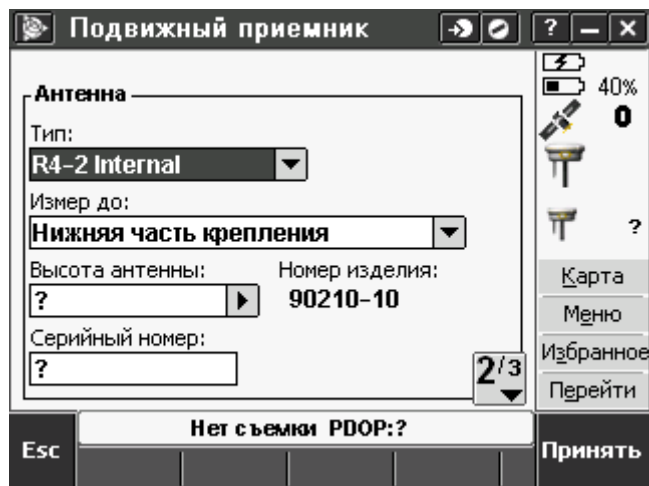 Подвижный приемник
? – ×
Антенна
40%
Тип:
0
R4-2 Internal
Измер до:
Нижняя часть крепления
?
Высота антенны:
Номер изделия:
?
90210-10
Карта
Серийный номер:
Меню
?
Избранное
2/3
Перейти
Нет съемки PDOP:?
Esc
Принять